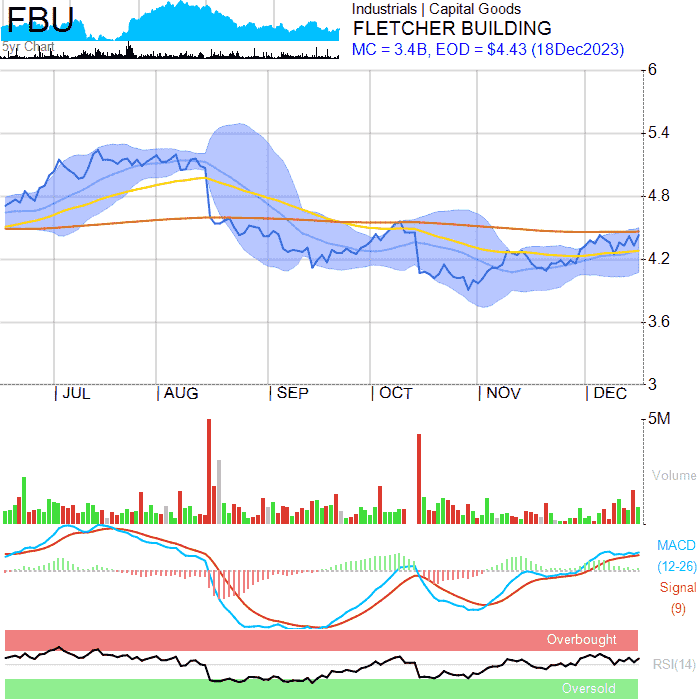 FBU
5yr Chart
Industrials | Capital Goods
FLETCHER BUILDING
MC = 3.4B, EOD = $4.43 (18Dec2023)
6
5.4
4.8
4.2
3.6
3
| JUL | AUG | SEP | OCT | NOV | DEC
5M
Volume
MACD
(12-26)
Signal
(9)
Overbought
RSI(14)
Oversold